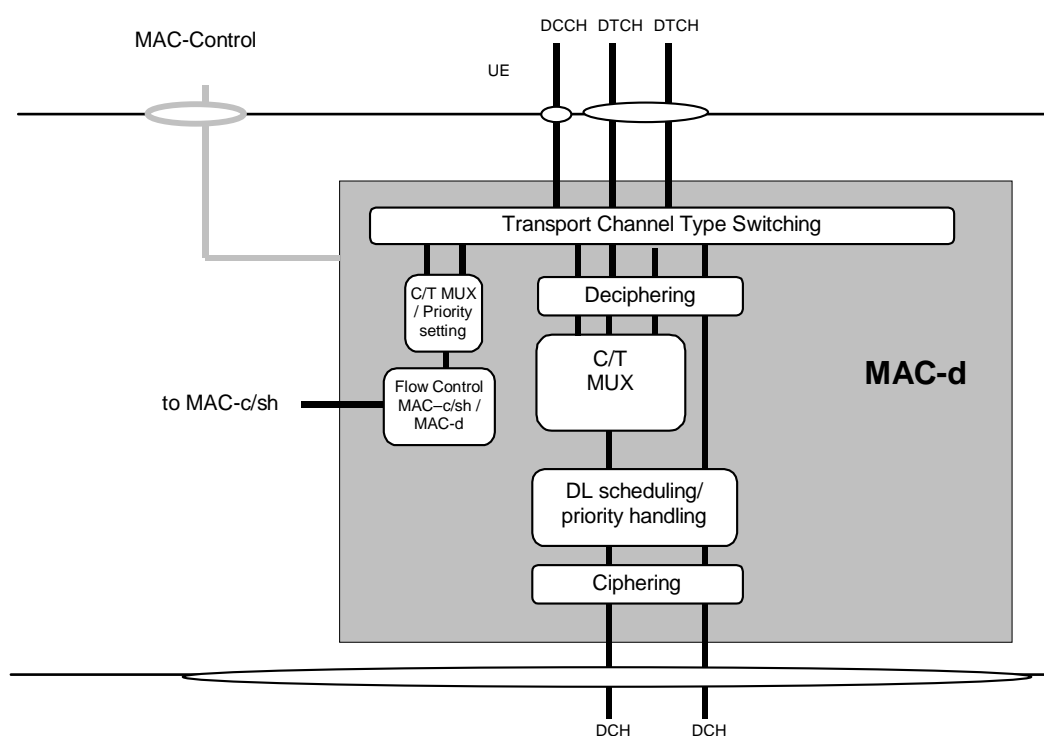 DCCH DTCH DTCH
MAC-Control
UE
Transport Channel Type Switching
C/T MUX
/ Priority
setting
Deciphering
C/T
MUX
MAC-d
Flow Control
MAC–c/sh /
MAC-d
to MAC-c/sh
DL scheduling/
priority handling
Ciphering
DCH DCH